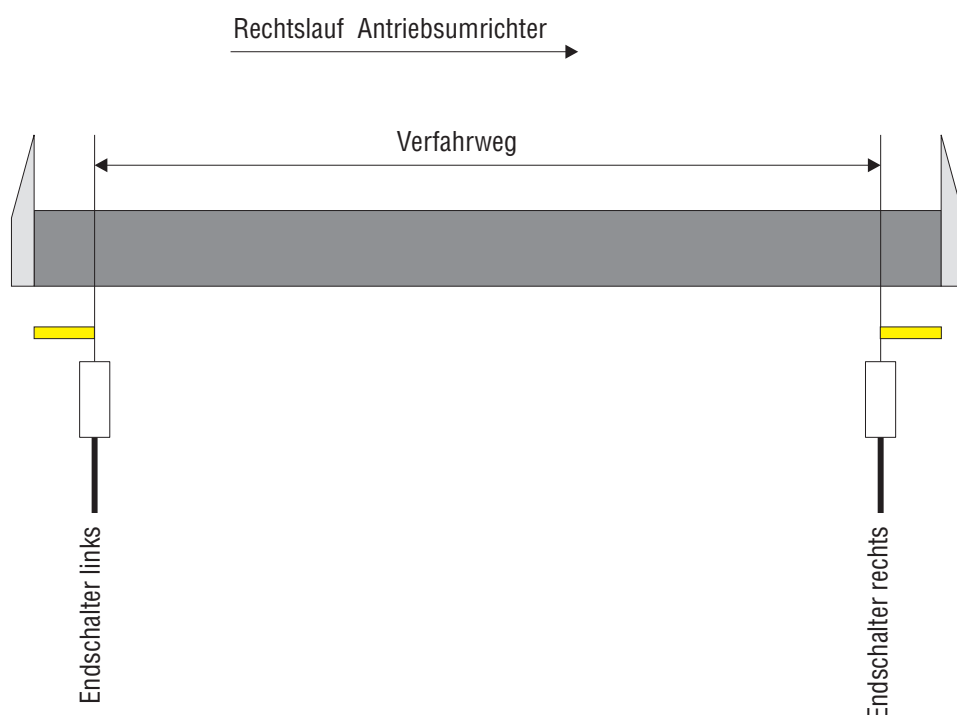 Rechtslauf Antriebsumrichter
Verfahrweg
Endschalter links
Endschalter rechts